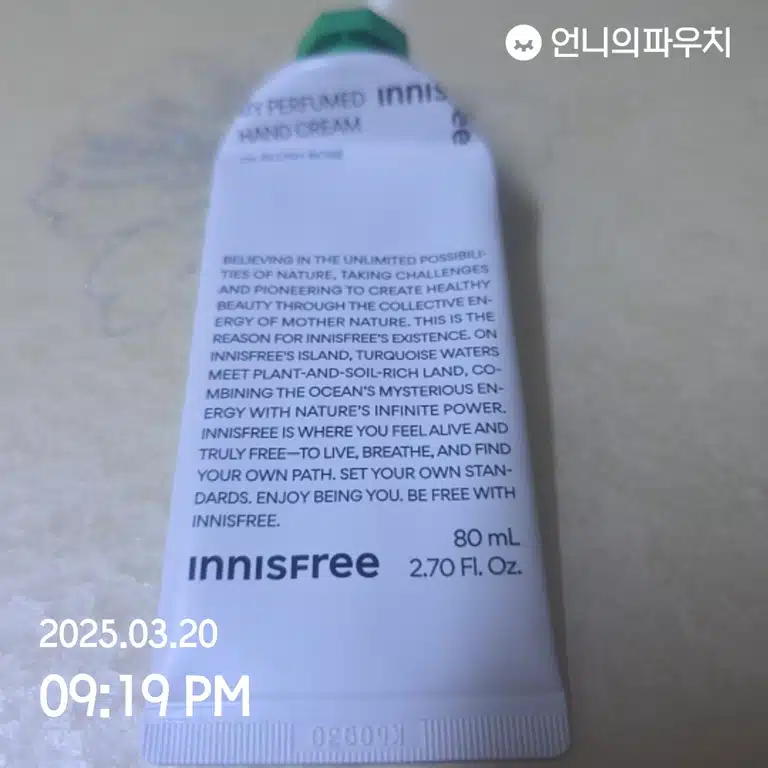 언니의파우치
PERFUMED
HAND CREAM
INNIS
ee
BELIEVING IN THE UNLIMITED POSSIBILI-
TIES OF NATURE, TAKING CHALLENGES
AND PIONEERING TO CREATE HEALTHY
BEAUTY THROUGH THE COLLECTIVE EN-
ERGY OF MOTHER NATURE. THIS IS THE
REASON FOR INNISFREE'S EXISTENCE. ON
INNISFREE'S ISLAND, TURQUOISE WATERS
MEET PLANT-AND-SOIL-RICH LAND, CO-
MBINING THE OCEAN'S MYSTERIOUS EN-
ERGY WITH NATURE'S INFINITE POWER.
INNISFREE IS WHERE YOU FEEL ALIVE AND
TRULY FREE—TO LIVE, BREATHE, AND FIND
YOUR OWN PATH. SET YOUR OWN STAN-
DARDS. ENJOY BEING YOU. BE FREE WITH
INNISFREE.
80 mL
INNISFree 2.70 Fl. Oz.
2025.03.20
09:19 PM